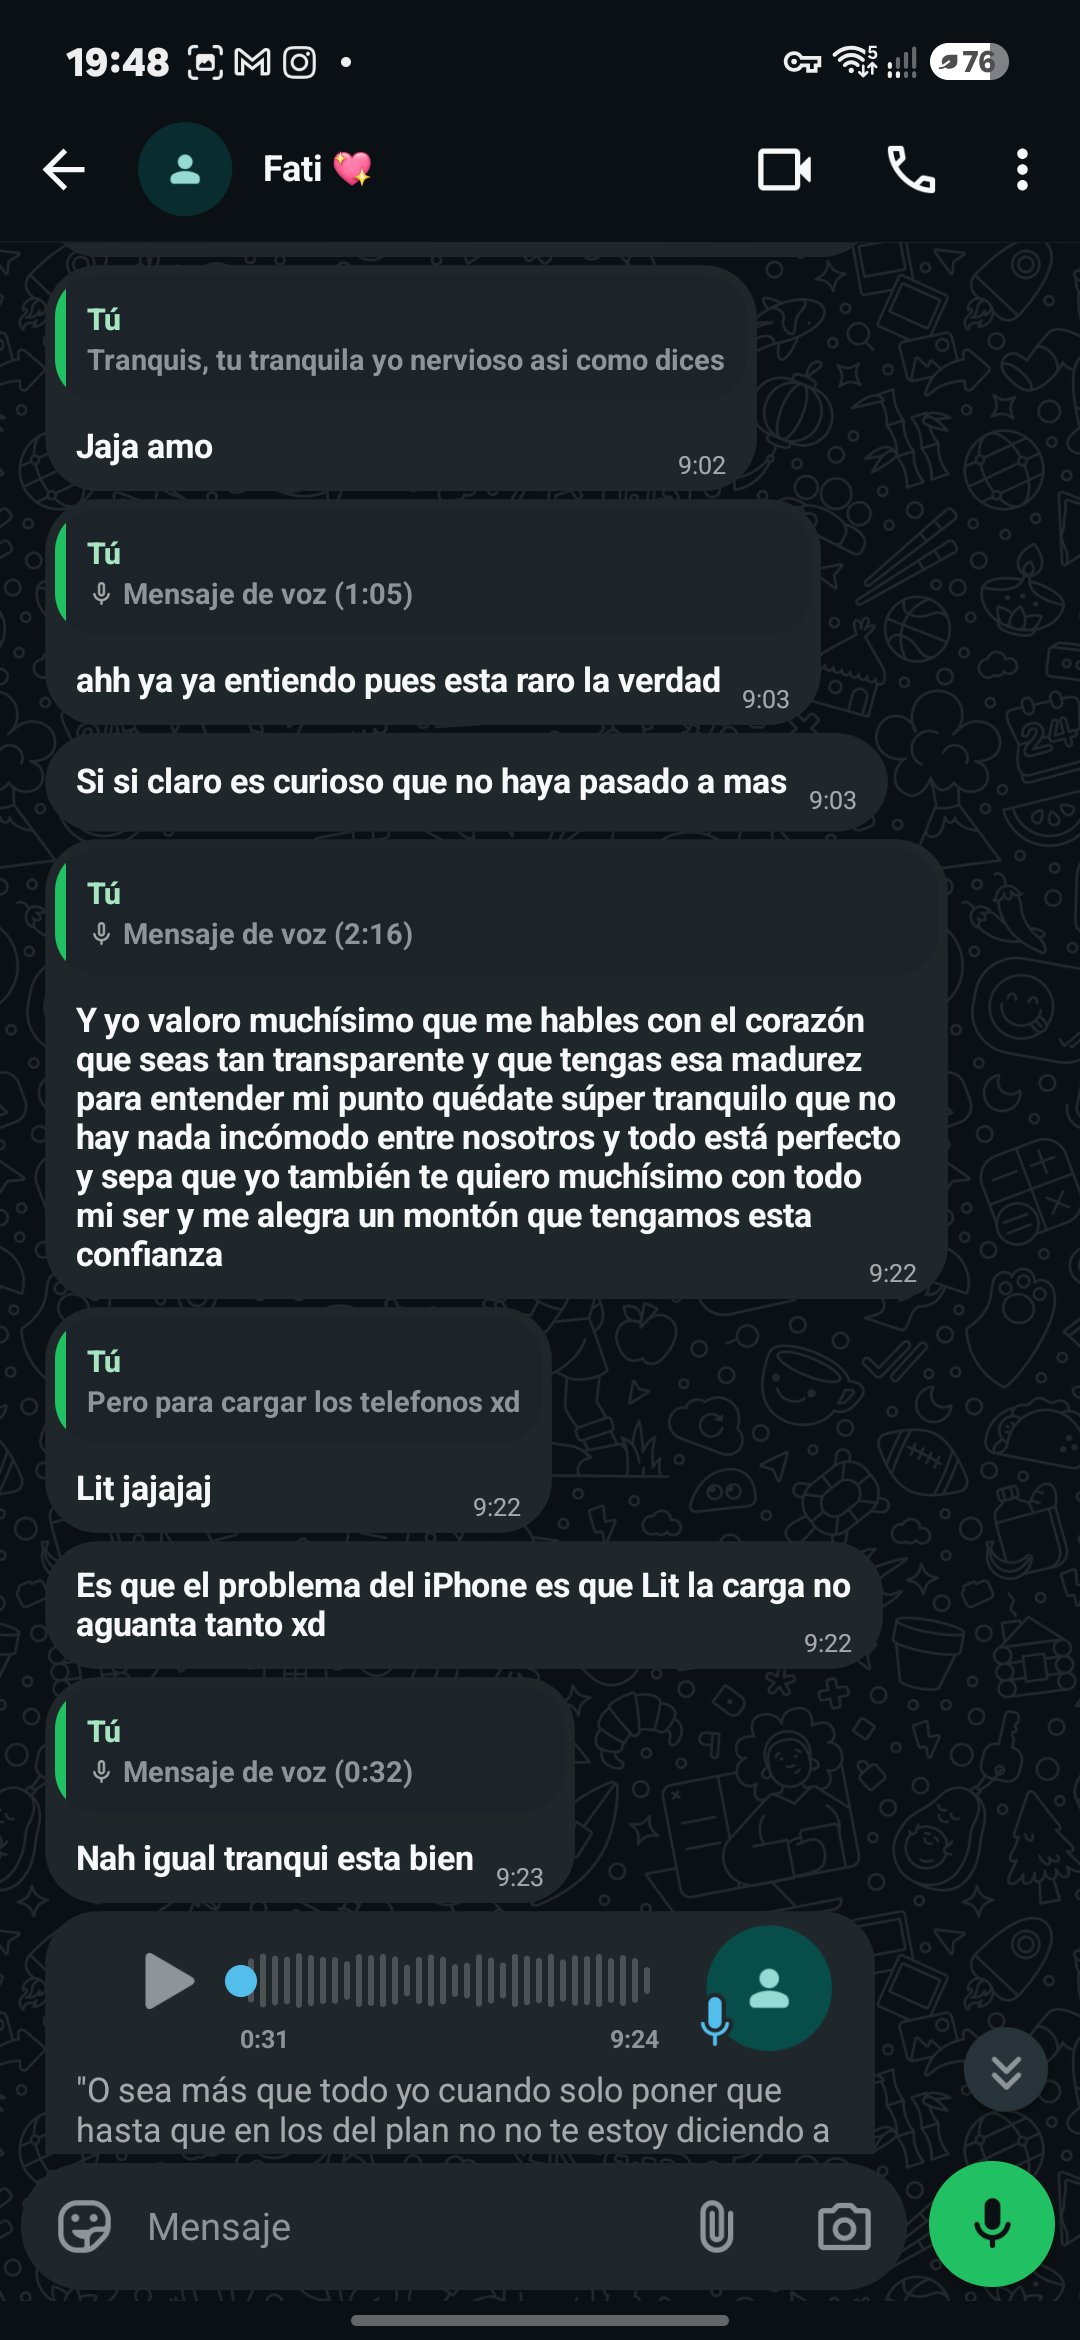 19:48
5
76
Fati 💖
Tú
Tranquis, tu tranquila yo nervioso asi como dices
Jaja amo
9:02
Tú
Mensaje de voz (1:05)
ahh ya ya entiendo pues esta raro la verdad
9:03
Si si claro es curioso que no haya pasado a mas
9:03
Tú
Mensaje de voz (2:16)
Y yo valoro muchísimo que me hables con el corazón
que seas tan transparente y que tengas esa madurez
para entender mi punto quédate súper tranquilo que no
hay nada incómodo entre nosotros y todo está perfecto
y sepa que yo también te quiero muchísimo con todo
mi ser y me alegra un montón que tengamos esta
confianza
9:22
Tú
Pero para cargar los telefonos xd
Lit jajajaj
9:22
Es que el problema del iPhone es que Lit la carga no
aguanta tanto xd
9:22
Tú
Mensaje de voz (0:32)
Nah igual tranqui esta bien
9:23
0:31
9:24
"O sea más que todo yo cuando solo poner que
hasta que en los del plan no no te estoy diciendo a
Mensaje